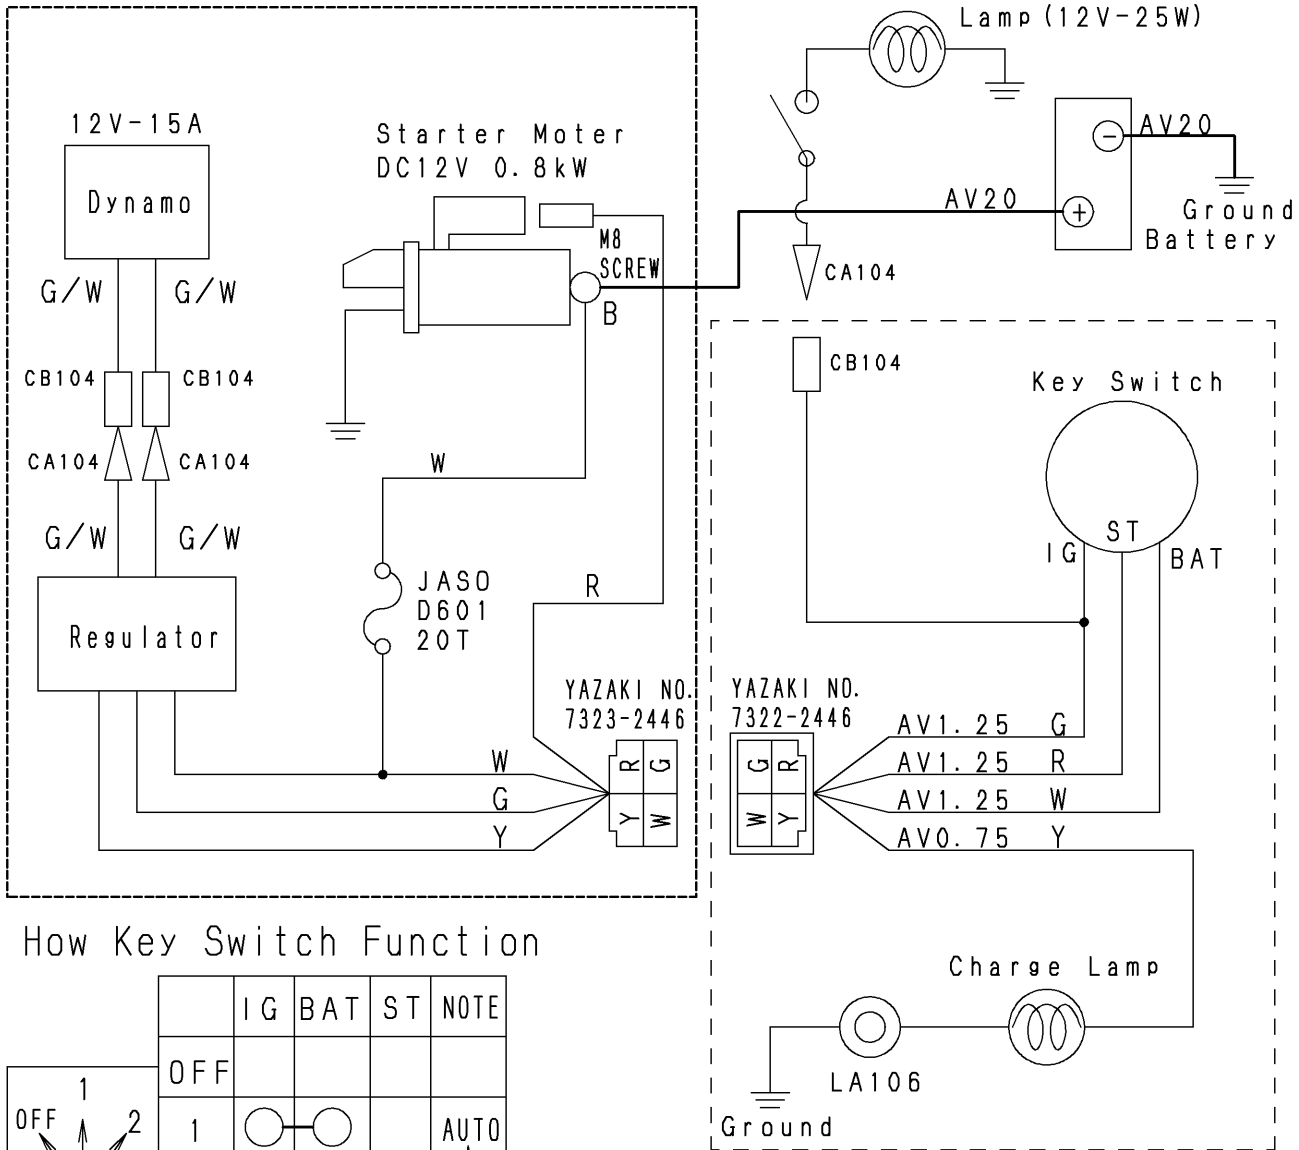 Lamp (12V-25W)
12V-15A
Starter Moter
DC12V 0.8kW
Dynamo
AV20
AV20
Ground
Battery
M8
SCREW
B
CA104
G/W
G/W
CB104
CB104
CB104
Key Switch
CA104
CA104
W
G/W
G/W
ST
IG
BAT
JASO
D601
20T
R
Regulator
YAZAKI NO.
7323-2446
YAZAKI NO.
7322-2446
AV1.25 G
AV1.25 R
AV1.25 W
AV0.75 Y
W
G
Y
R G
Y W
G R
W Y
How Key Switch Function
Charge Lamp
LA106
Ground
IG BAT ST NOTE
OFF
1 AUTO
OFF 1 2